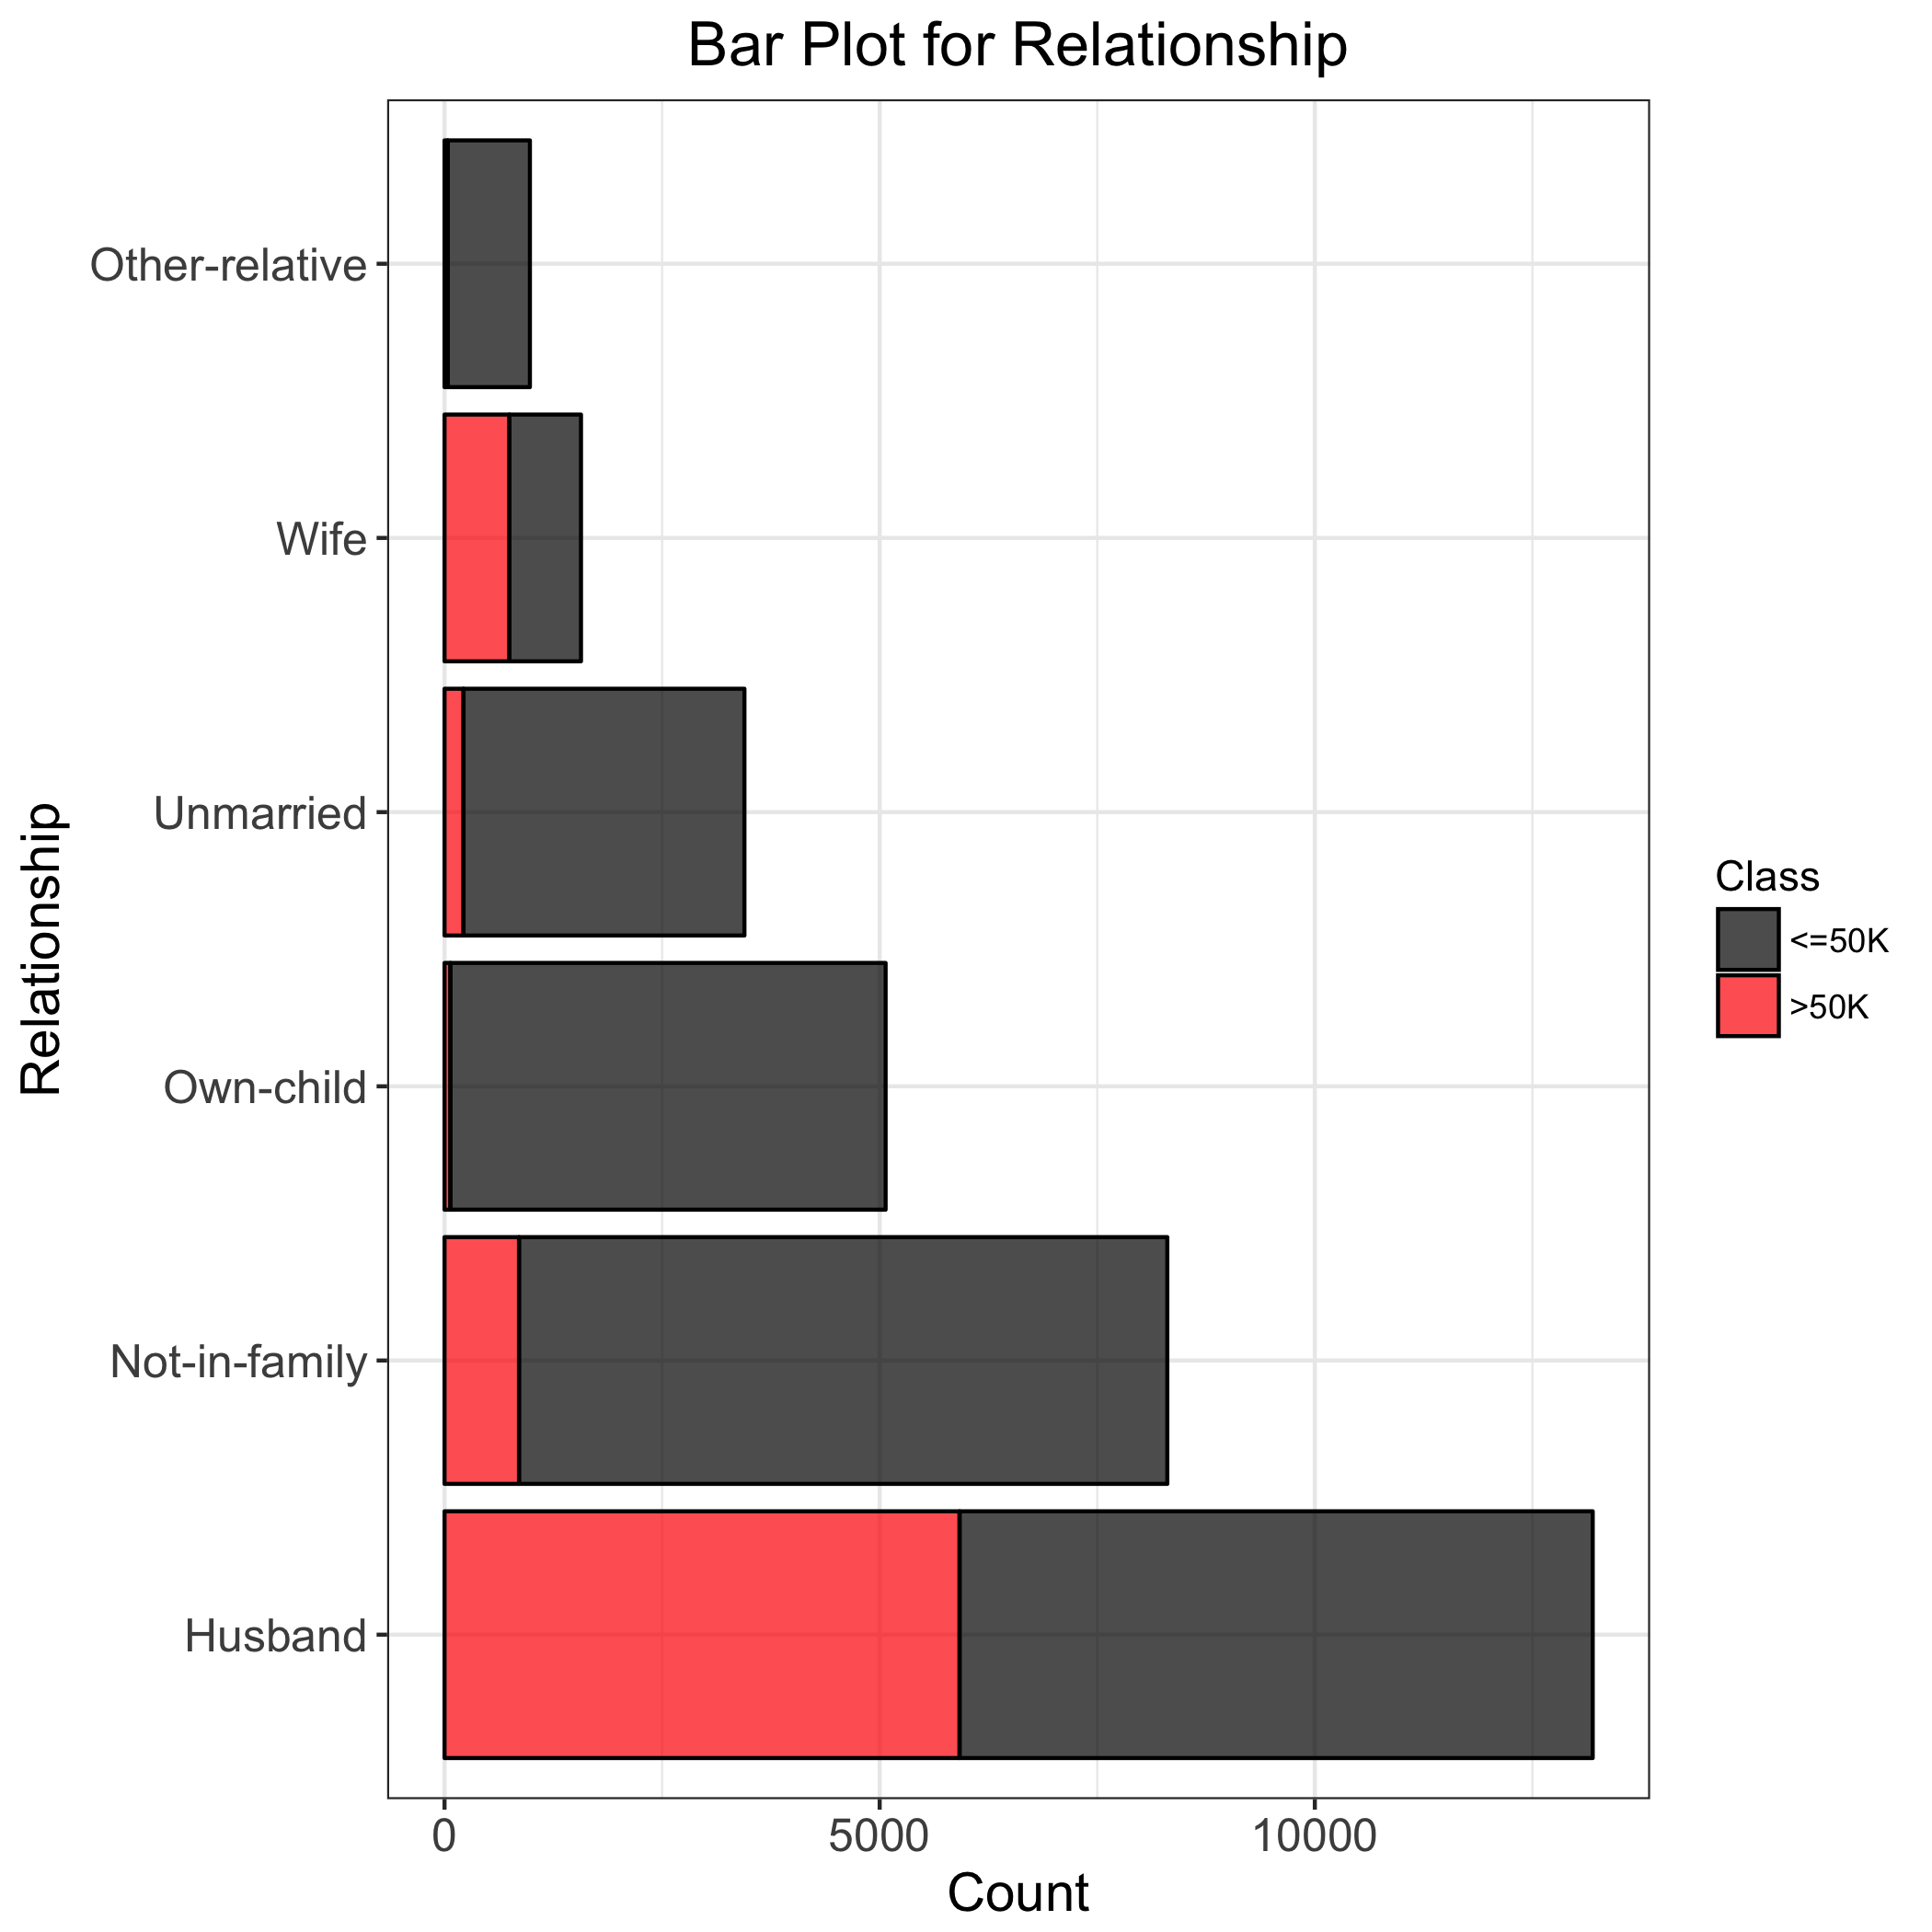 Bar Plot for Relationship
Relationship
Other-relative
Wife
Unmarried
Own-child
Not-in-family
Husband
0 5000 10000
Count
Class
<=50K
>50K